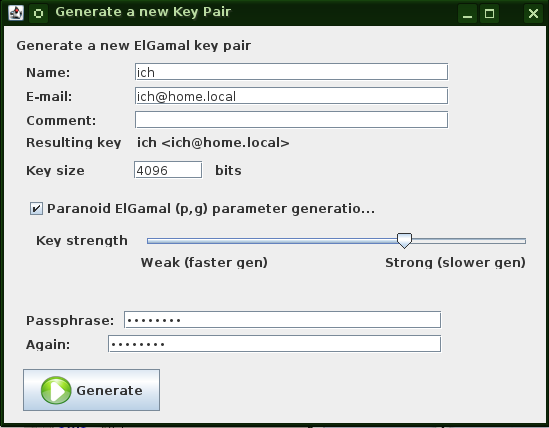 Generate a new Key Pair
Generate a new ElGamal key pair
Name: ich
E-mail: ich@home.local
Comment:
Resulting key ich <ich@home.local>
Key size 4096 bits
Paranoid ElGamal (p,g) parameter generatio...
Key strength
Weak (faster gen) Strong (slower gen)
Passphrase: ••••••••
Again: ••••••••
Generate